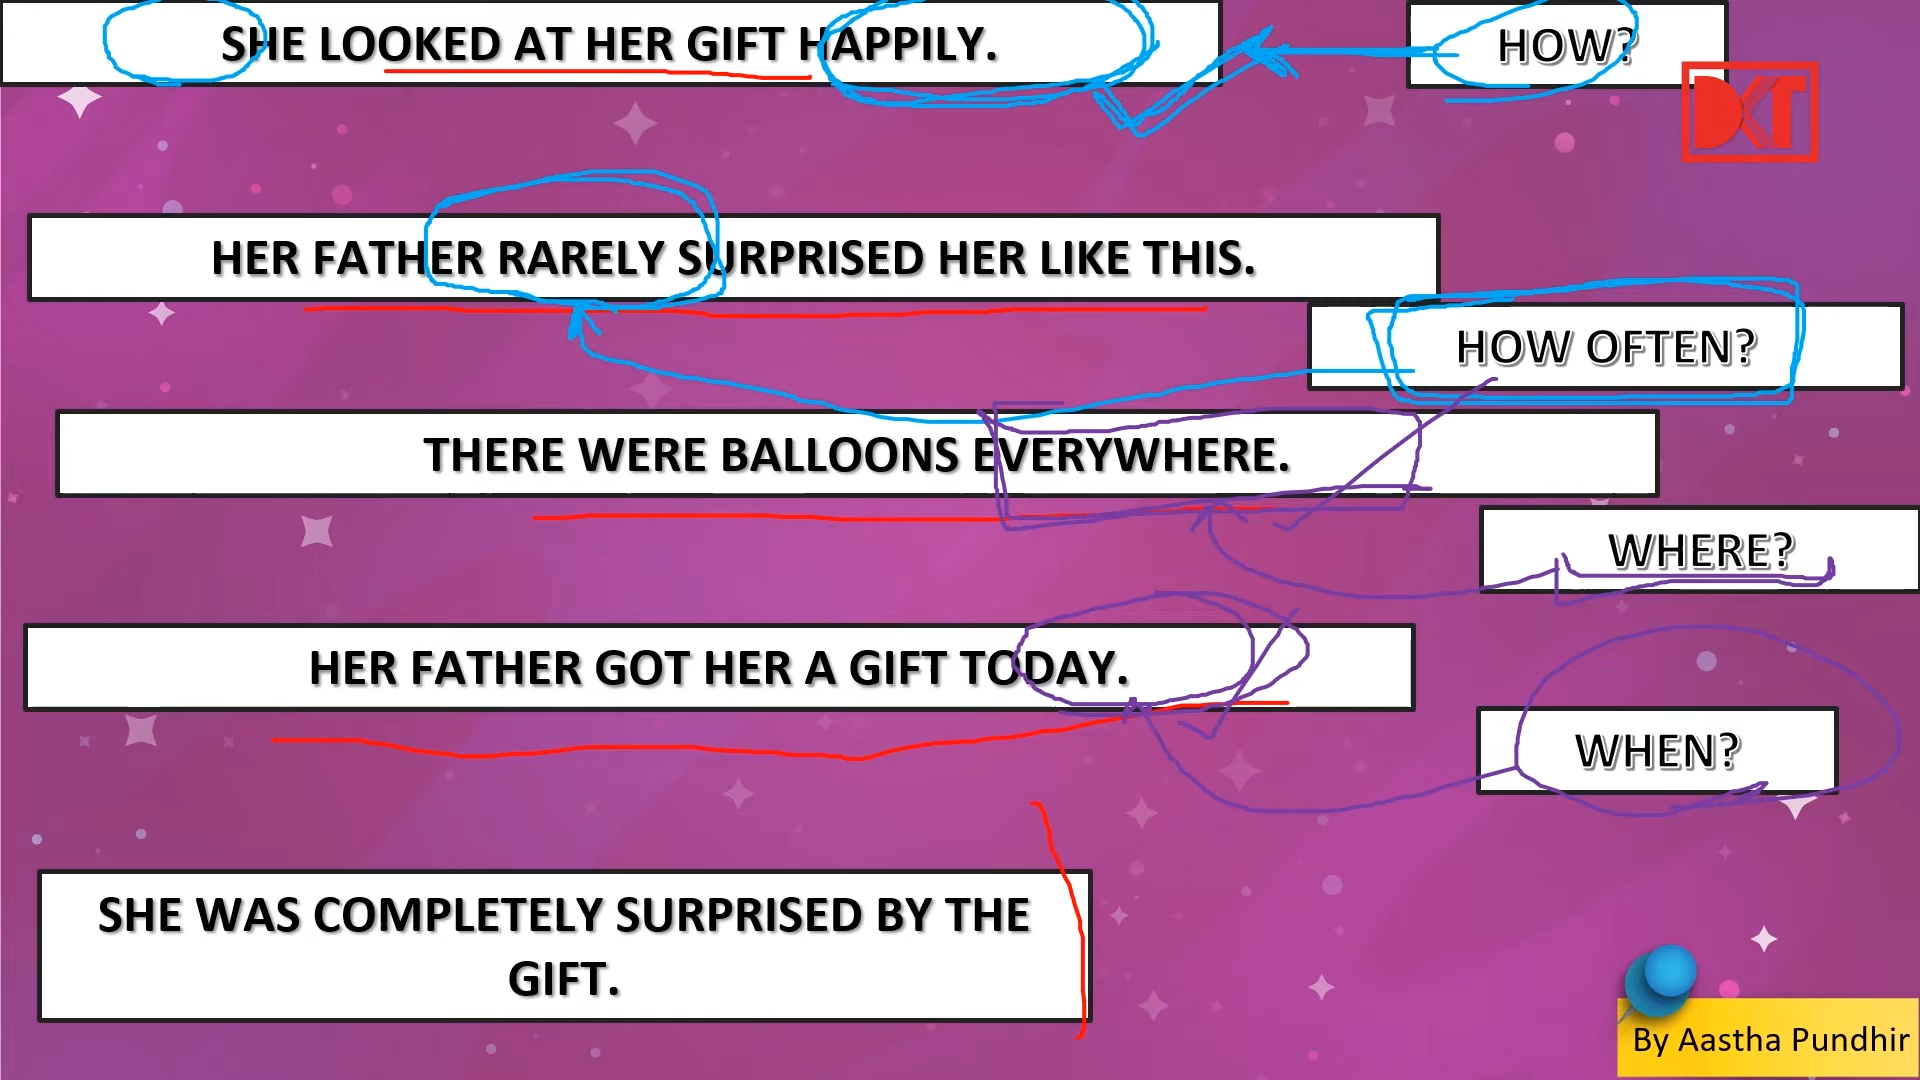 SHE LOOKED AT HER GIFT HAPPILY.
HOW?
DKT
HER FATHER RARELY SURPRISED HER LIKE THIS.
HOW OFTEN?
THERE WERE BALLOONS EVERYWHERE.
WHERE?
HER FATHER GOT HER A GIFT TODAY.
WHEN?
SHE WAS COMPLETELY SURPRISED BY THE
GIFT.
By Aastha Pundhir